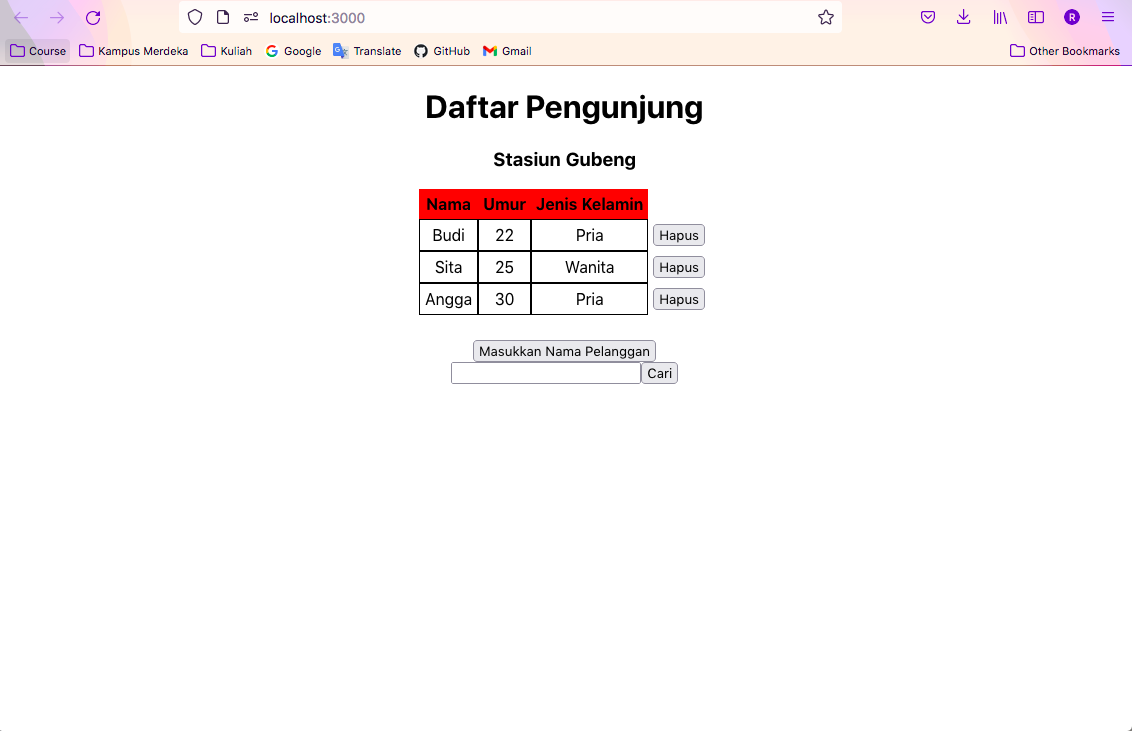 localhost:3000
R
Course Kampus Merdeka Kuliah Google Translate GitHub Gmail Other Bookmarks
Daftar Pengunjung
Stasiun Gubeng
Nama Umur Jenis Kelamin
Budi 22 Pria Hapus
Sita 25 Wanita Hapus
Angga 30 Pria Hapus
Masukkan Nama Pelanggan
Cari